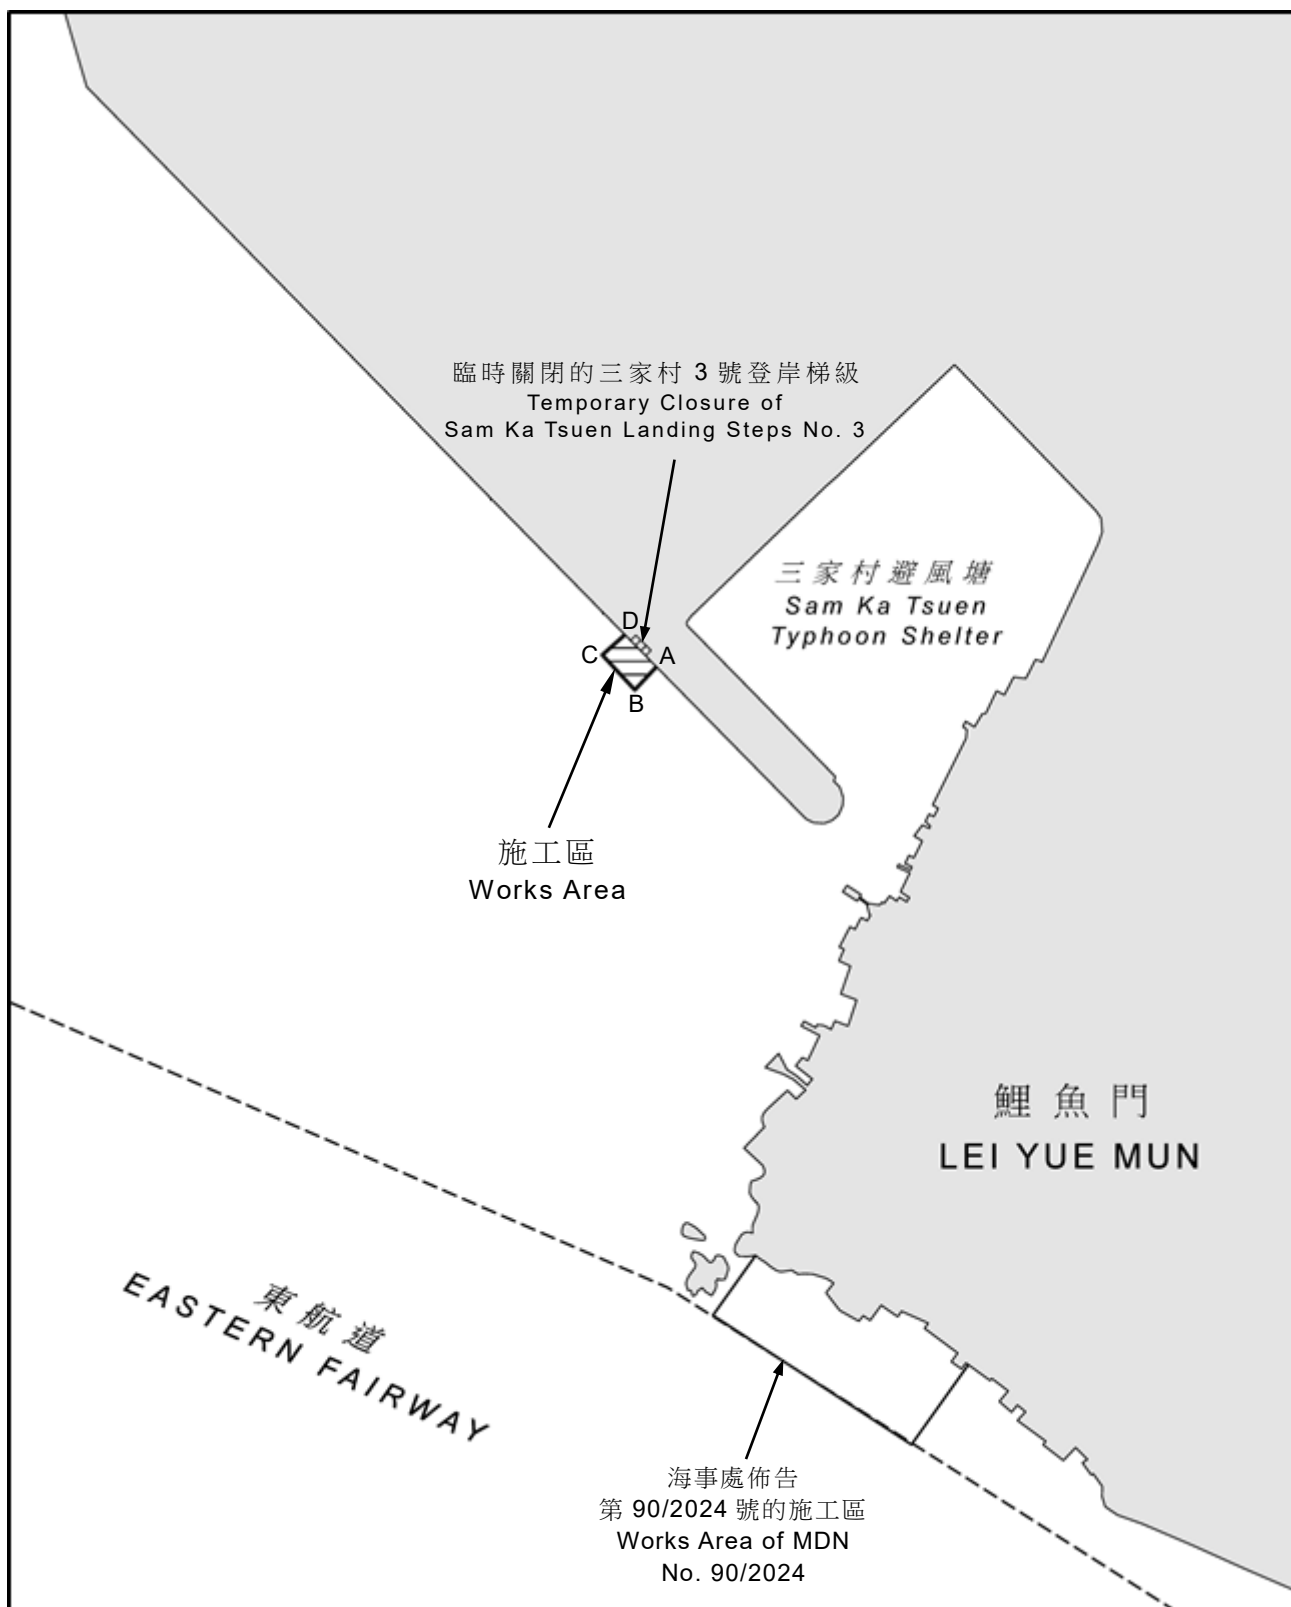 臨時關閉的三家村 3 號登岸梯級
Temporary Closure of
Sam Ka Tsuen Landing Steps No. 3
三家村避風塘
Sam Ka Tsuen
Typhoon Shelter
D
C
A
B
施工區
Works Area
鯉魚門
LEI YUE MUN
東航道
EASTERN FAIRWAY
海事處佈告
第 90/2024 號的施工區
Works Area of MDN
No. 90/2024